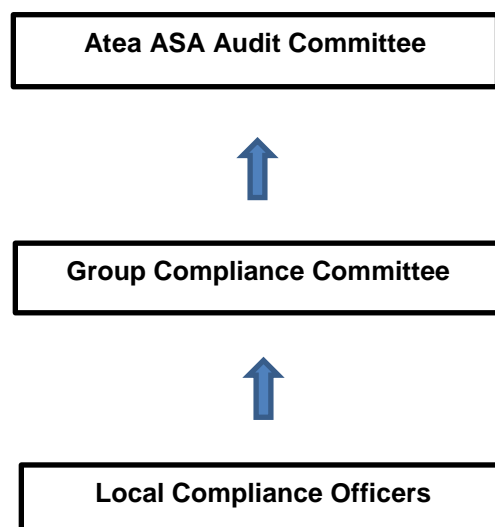 Atea ASA Audit Committee
Group Compliance Committee
Local Compliance Officers